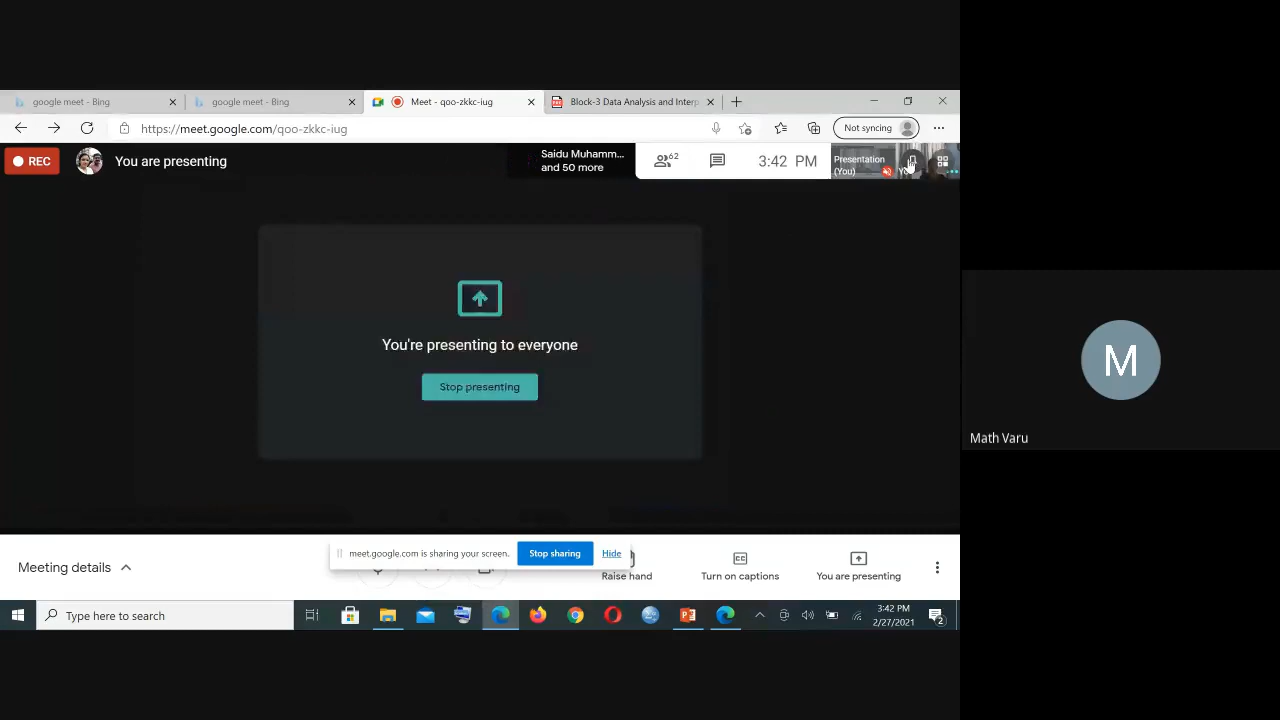 google meet - Bing
google meet - Bing
Meet - qoo-zkkc-iug
Block-3 Data Analysis and Interp
https://meet.google.com/qoo-zkkc-iug
Not syncing
REC
You are presenting
Saidu Muhamm...
and 50 more
62
3:42 PM
Presentation
(You)
You're presenting to everyone
Stop presenting
Math Varu
M
meet.google.com is sharing your screen.
Stop sharing
Hide
Meeting details
Raise hand
CC
Turn on captions
You are presenting
Type here to search
3:42 PM
2/27/2021
2